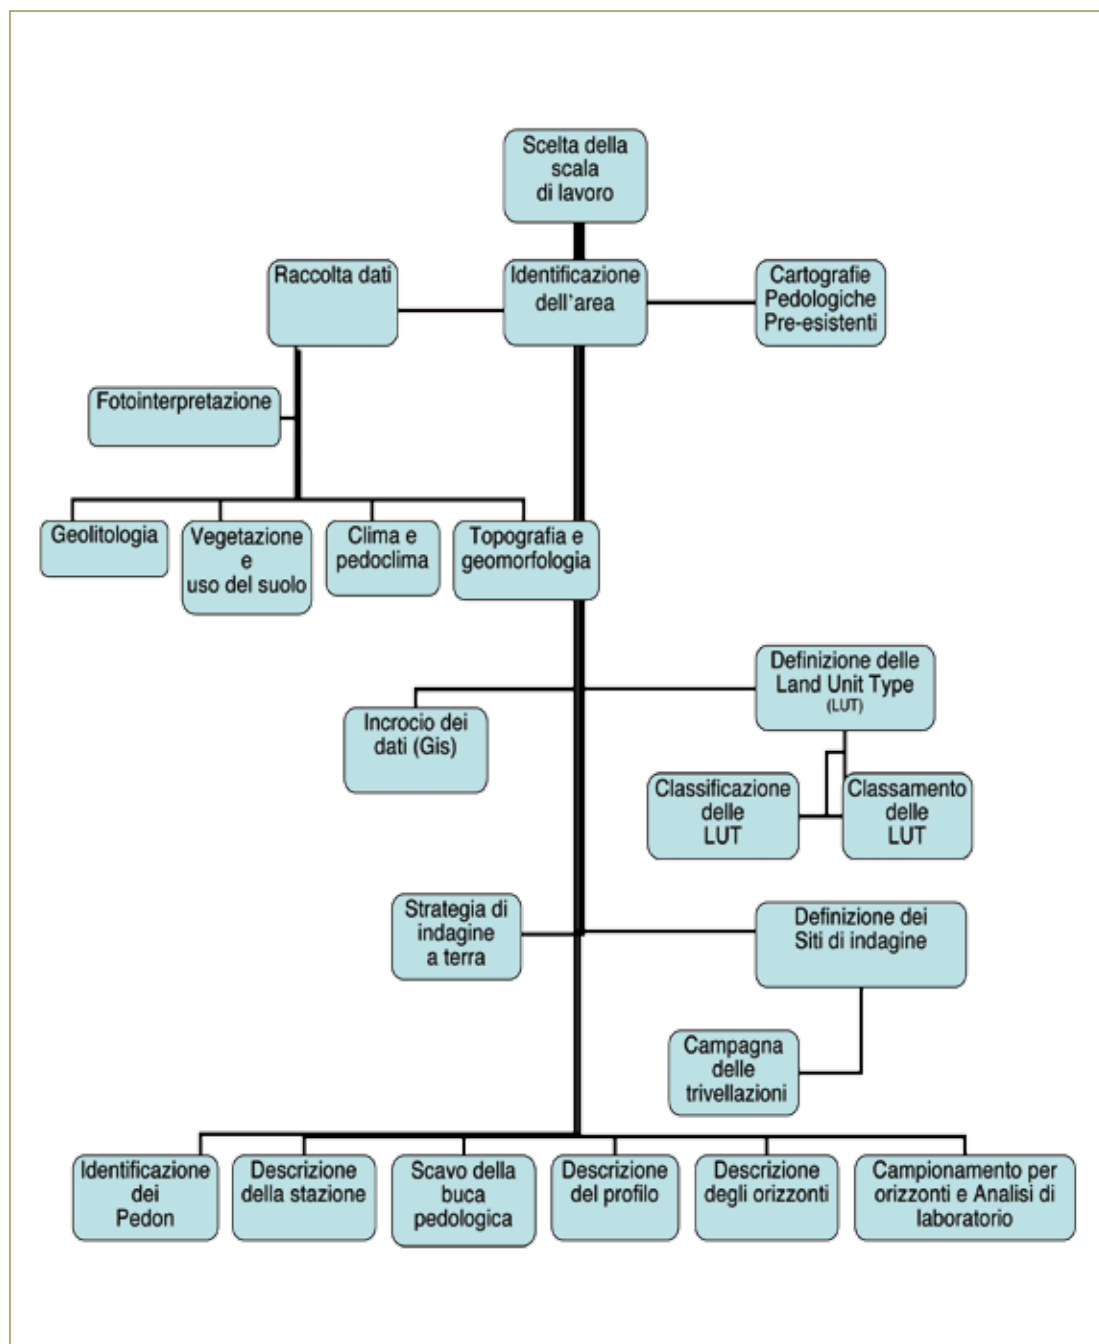 Scelta della
scala
di lavoro
Raccolta dati
Identificazione
dell'area
Cartografie
Pedologiche
Pre-esistenti
Fotointerpretazione
Geolitologia
Vegetazione
e
uso del suolo
Clima e
pedoclima
Topografia e
geomorfologia
Definizione delle
Land Unit Type
(LUT)
Incrocio dei
dati (Gis)
Classificazione
delle
LUT
Classamento
delle
LUT
Strategia di
indagine
a terra
Definizione dei
Siti di indagine
Campagna
delle
trivellazioni
Identificazione
dei
Pedon
Descrizione
della stazione
Scavo della
buca
pedologica
Descrizione
del profilo
Descrizione
degli orizzonti
Campionamento per
orizzonti e Analisi di
laboratorio